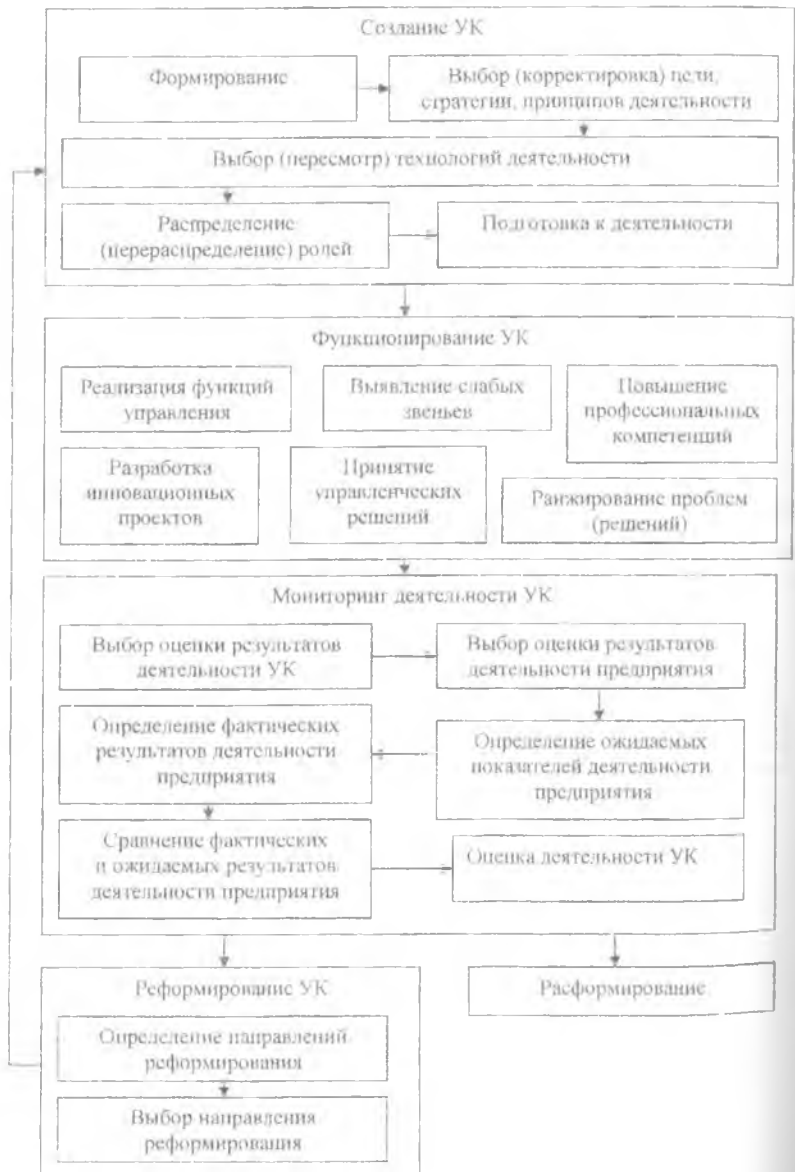 Создание УК
Формирование
Выбор (корректировка) цели,
стратегии, принципов деятельности
Выбор (пересмотр) технологий деятельности
Распределение
(перераспределение) ролей
Подготовка к деятельности
Функционирование УК
Реализация функций
управления
Выявление слабых
звеньев
Повышение
профессиональных
компетенций
Разработка
инновационных
проектов
Принятие
управленческих
решений
Ранжирование проблем
(решений)
Мониторинг деятельности УК
Выбор оценки результатов
деятельности УК
Выбор оценки результатов
деятельности предприятия
Определение фактических
результатов деятельности
предприятия
Определение ожидаемых
показателей деятельности
предприятия
Сравнение фактических
и ожидаемых результатов
деятельности предприятия
Оценка деятельности УК
Реформирование УК
Определение направлений
реформирования
Выбор направления
реформирования
Расформирование